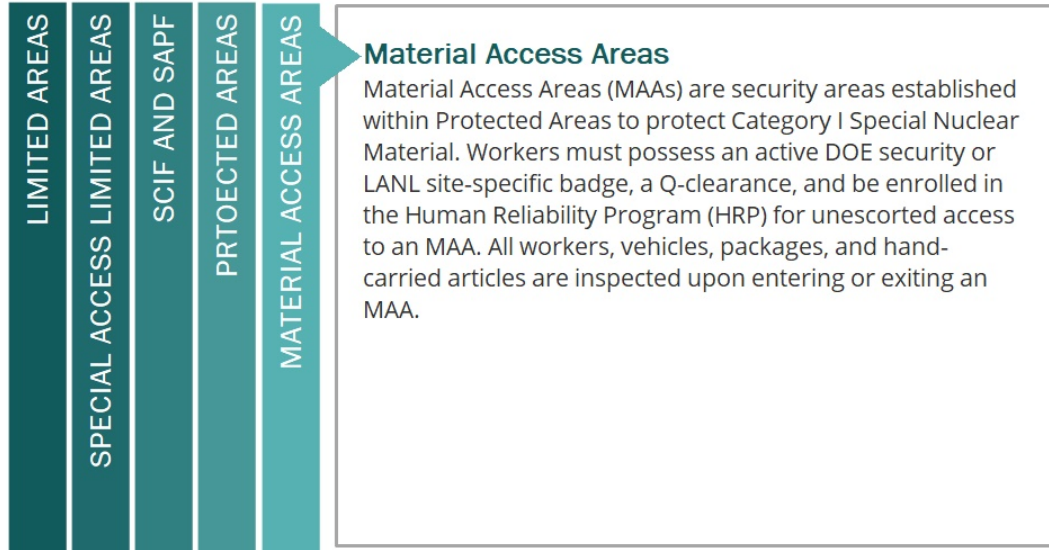 LIMITED AREAS
SPECIAL ACCESS LIMITED AREAS
SCIF AND SAPF
PRTOECTED AREAS
MATERIAL ACCESS AREAS
Material Access Areas
Material Access Areas (MAAs) are security areas established
within Protected Areas to protect Category I Special Nuclear
Material. Workers must possess an active DOE security or
LANL site-specific badge, a Q-clearance, and be enrolled in
the Human Reliability Program (HRP) for unescorted access
to an MAA. All workers, vehicles, packages, and hand-
carried articles are inspected upon entering or exiting an
MAA.